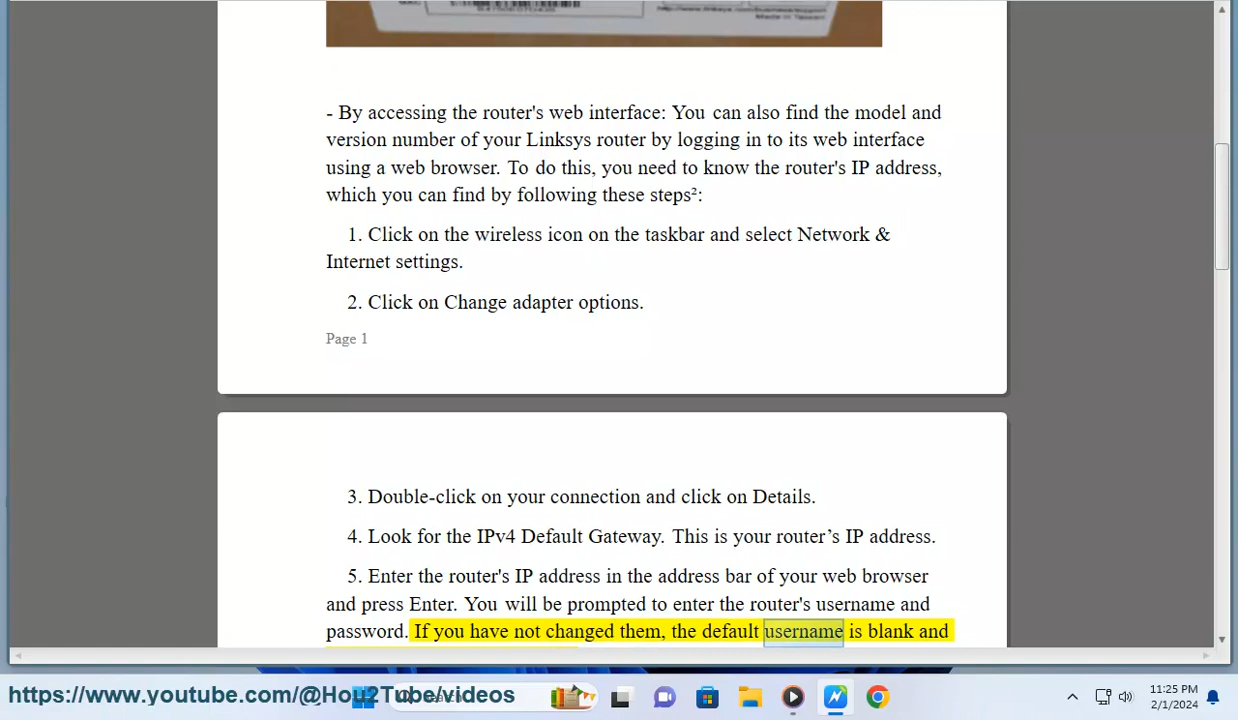 Made in Taiwan
- By accessing the router's web interface: You can also find the model and
version number of your Linksys router by logging in to its web interface
using a web browser. To do this, you need to know the router's IP address,
which you can find by following these steps²:
1. Click on the wireless icon on the taskbar and select Network &
Internet settings.
2. Click on Change adapter options.
Page 1
3. Double-click on your connection and click on Details.
4. Look for the IPv4 Default Gateway. This is your router’s IP address.
5. Enter the router's IP address in the address bar of your web browser
and press Enter. You will be prompted to enter the router's username and
password. If you have not changed them, the default username is blank and
https://www.youtube.com/@Hou2Tubevideos
11:25 PM
2/1/2024